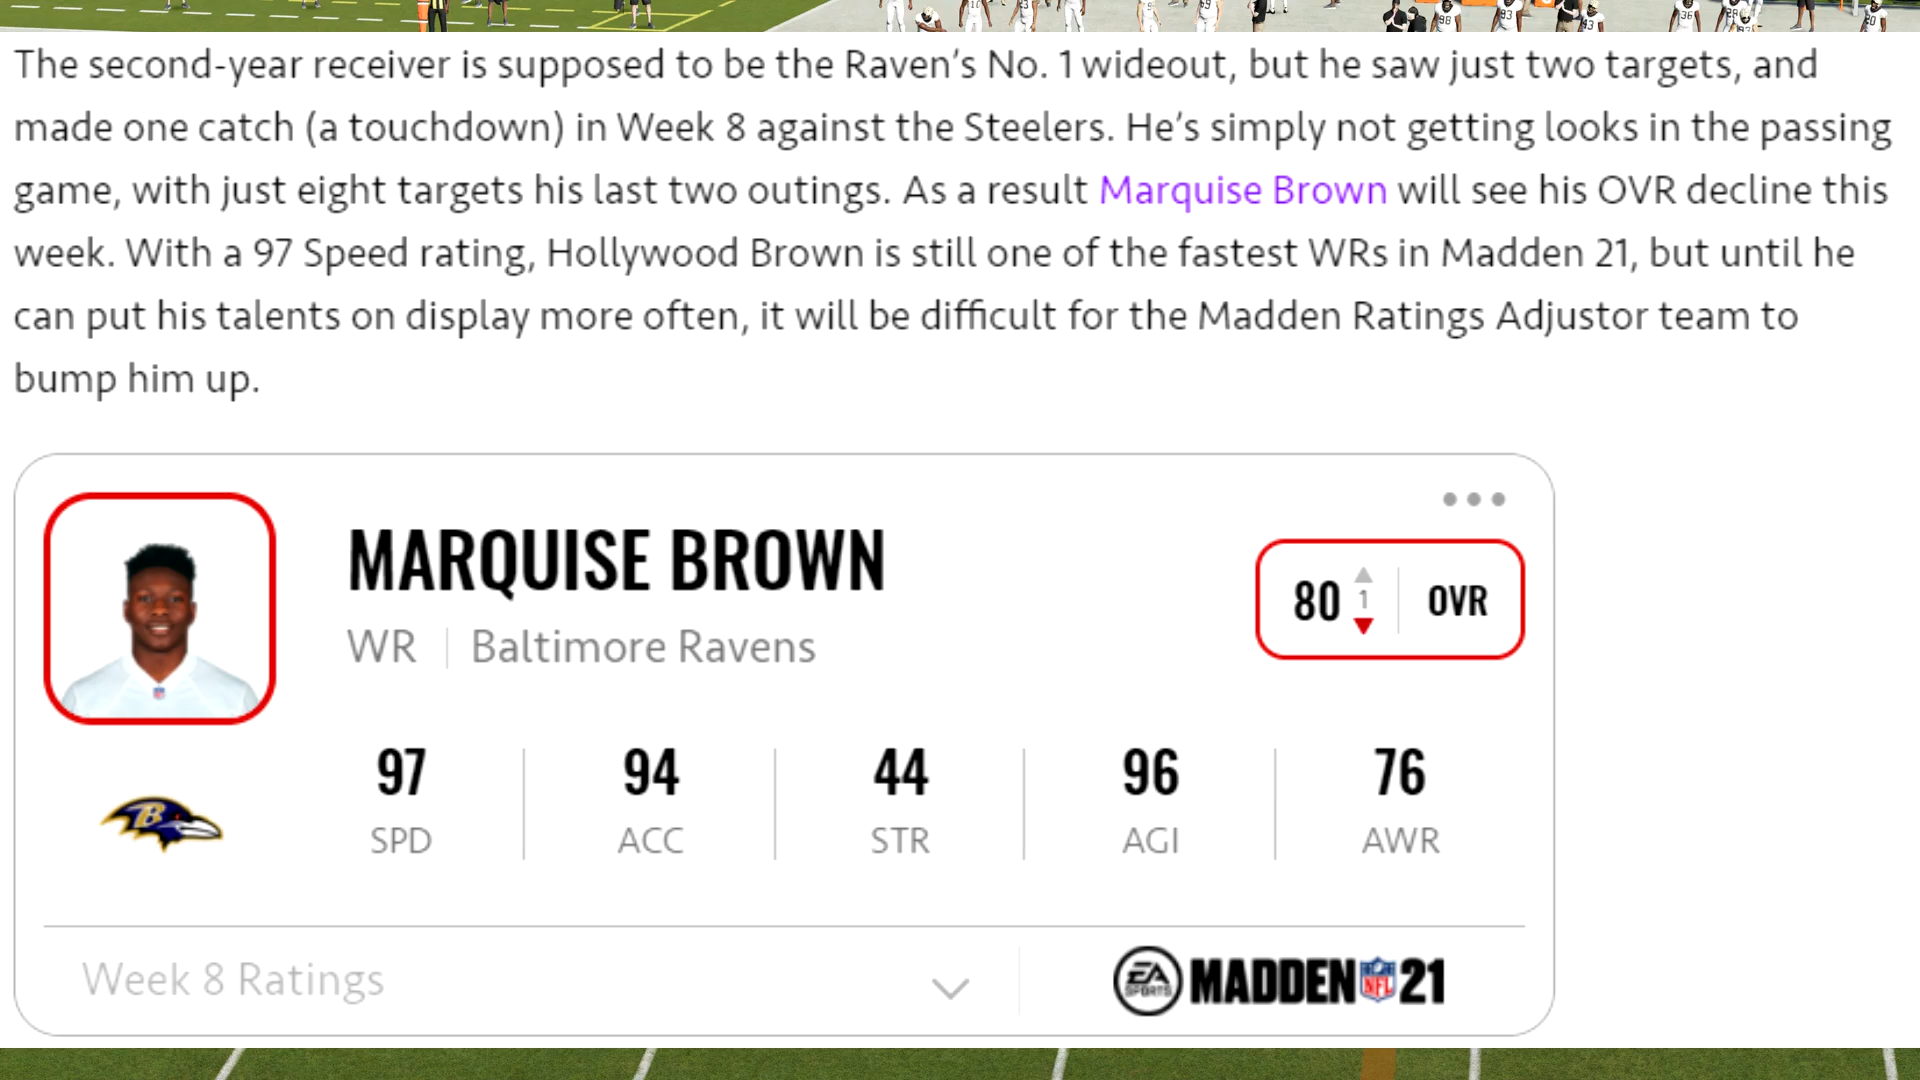 The second-year receiver is supposed to be the Raven's No. 1 wideout, but he saw just two targets, and
made one catch (a touchdown) in Week 8 against the Steelers. He's simply not getting looks in the passing
game, with just eight targets his last two outings. As a result Marquise Brown will see his OVR decline this
week. With a 97 Speed rating, Hollywood Brown is still one of the fastest WRs in Madden 21, but until he
can put his talents on display more often, it will be difficult for the Madden Ratings Adjustor team to
bump him up.
MARQUISE BROWN
WR Baltimore Ravens
80 1 OVR
97 94 44 96 76
SPD ACC STR AGI AWR
B
Week 8 Ratings
EA SPORTS MADDEN NFL 21